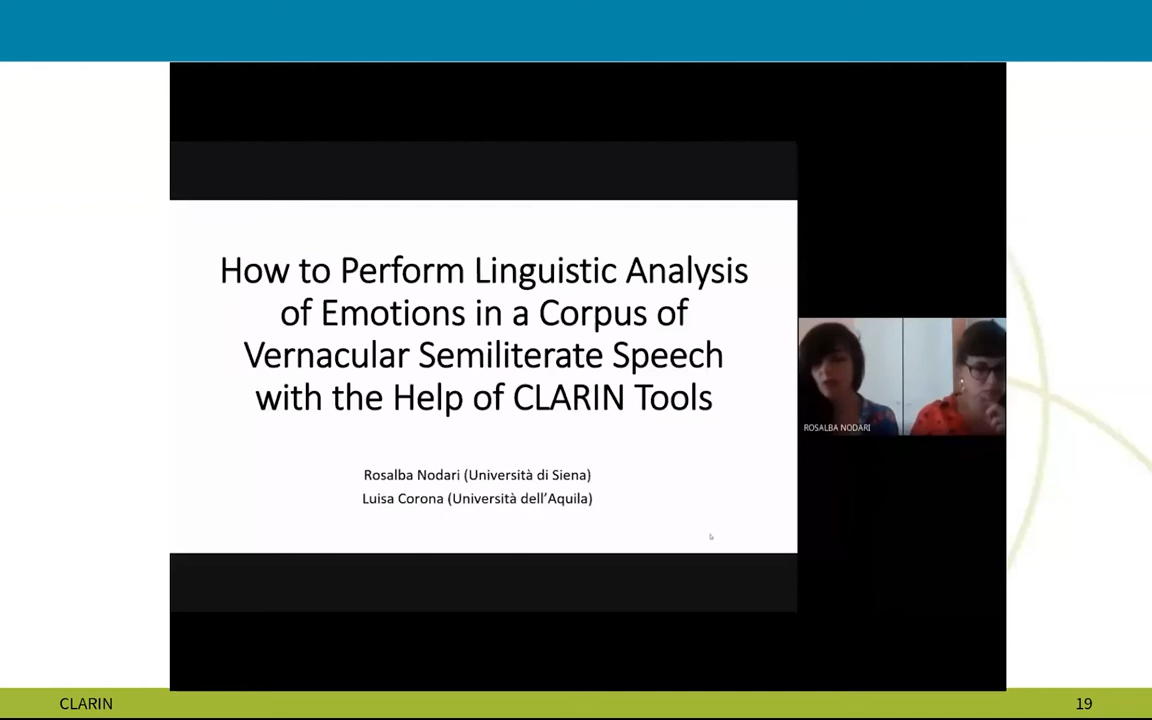 How to Perform Linguistic Analysis
of Emotions in a Corpus of
Vernacular Semiliterate Speech
with the Help of CLARIN Tools
Rosalba Nodari (Università di Siena)
Luisa Corona (Università dell’Aquila)
ROSALBA NODARI
CLARIN
19